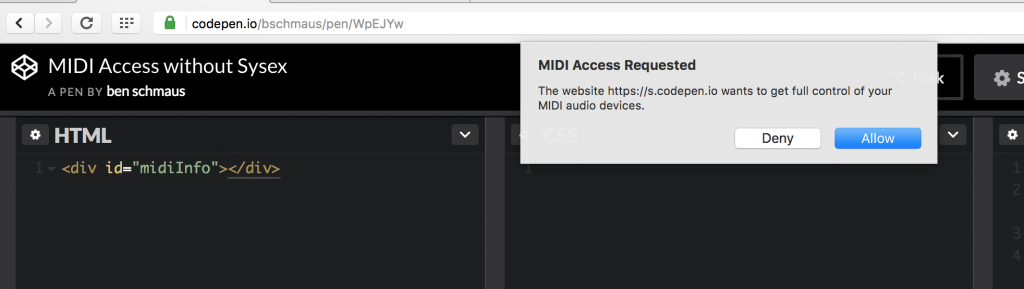 codepen.io/bschmaus/pen/WpEJYw
MIDI Access without Sysex
A PEN BY ben schmaus
MIDI Access Requested
The website https://s.codepen.io wants to get full control of your
MIDI audio devices.
Deny
Allow
Fork
S
HTML
CSS
1
<div id="midiInfo"></div>
1
1
2
3
4